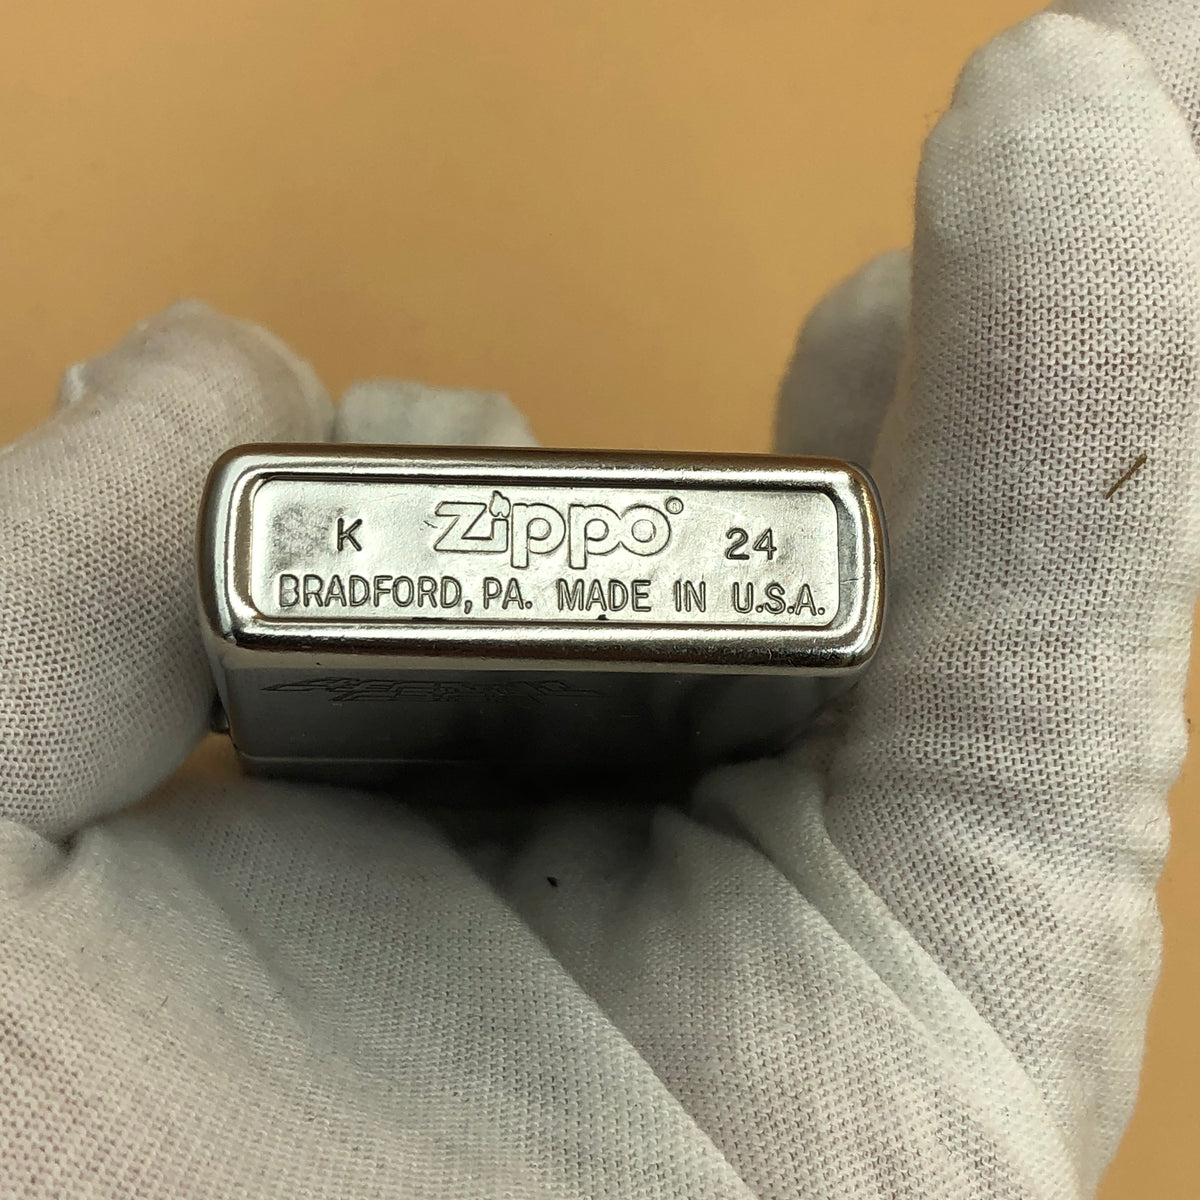 K Zippo® 24
BRADFORD, PA. MADE IN U.S.A.